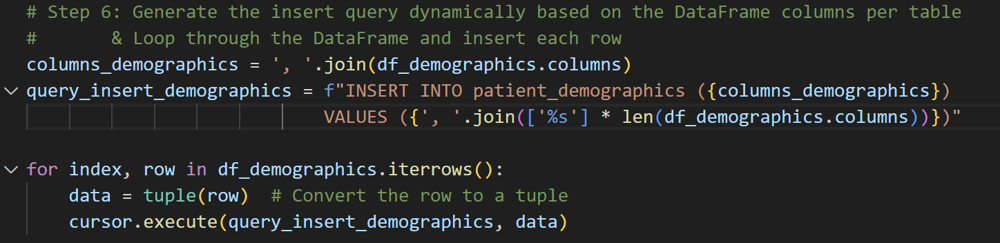 # Step 6: Generate the insert query dynamically based on the DataFrame columns per table
#       & Loop through the DataFrame and insert each row
columns_demographics = ', '.join(df_demographics.columns)
query_insert_demographics = f"INSERT INTO patient_demographics ({columns_demographics})
                            VALUES ({', '.join(['%s'] * len(df_demographics.columns))})"
for index, row in df_demographics.iterrows():
    data = tuple(row)  # Convert the row to a tuple
    cursor.execute(query_insert_demographics, data)